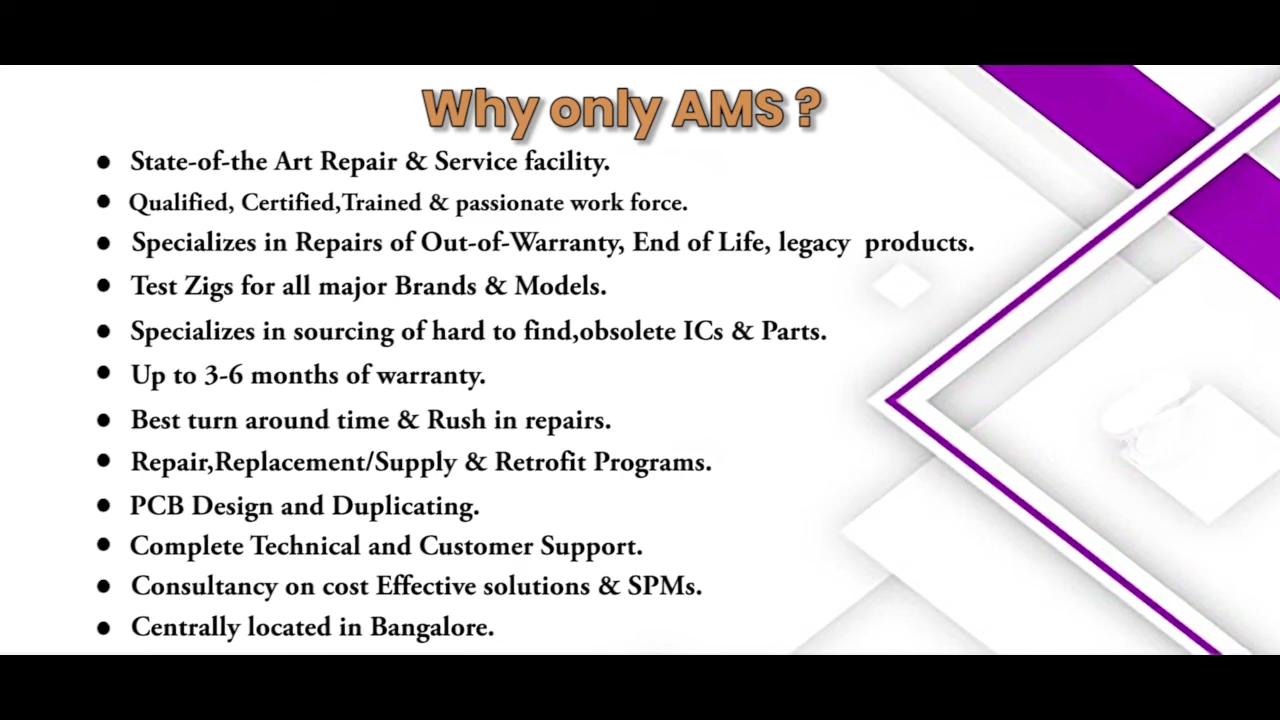 Why only AMS ?
● State-of-the Art Repair & Service facility.
● Qualified, Certified,Trained & passionate work force.
● Specializes in Repairs of Out-of-Warranty, End of Life, legacy  products.
● Test Zigs for all major Brands & Models.
● Specializes in sourcing of hard to find,obsolete ICs & Parts.
● Up to 3-6 months of warranty.
● Best turn around time & Rush in repairs.
● Repair,Replacement/Supply & Retrofit Programs.
● PCB Design and Duplicating.
● Complete Technical and Customer Support.
● Consultancy on cost Effective solutions & SPMs.
● Centrally located in Bangalore.